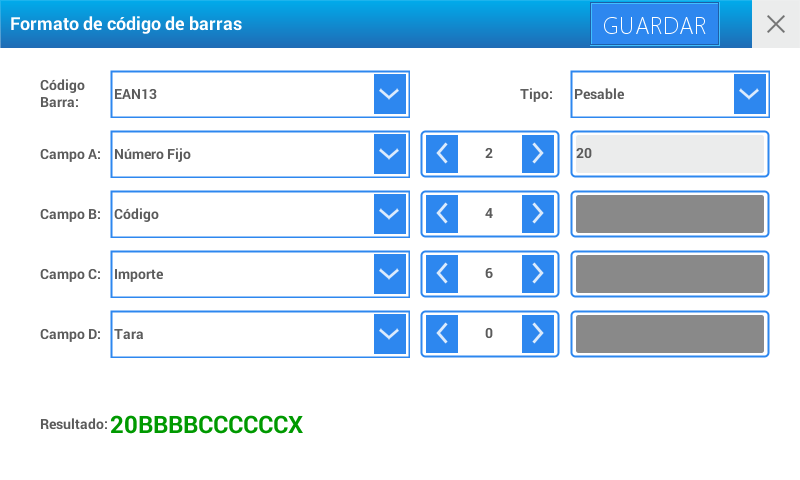 Formato de código de barras
GUARDAR
Código Barra:
EAN13
Tipo:
Pesable
Campo A:
Número Fijo
2
20
Campo B:
Código
4
Campo C:
Importe
6
Campo D:
Tara
0
Resultado:
20BBBBCCCCCCX